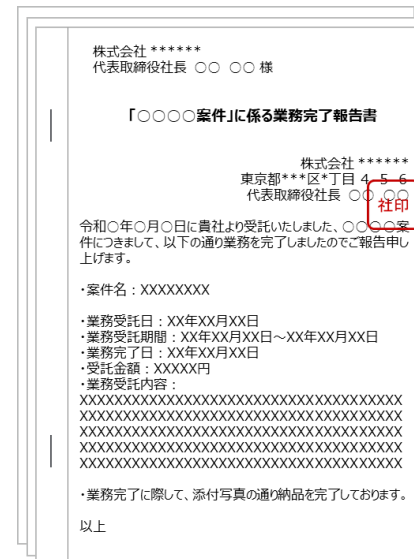 株式会社 ******
代表取締役社長 ○○ ○○ 様
「○○○○案件」に係る業務完了報告書
株式会社 ******
東京都***区*丁目 4 5 6
代表取締役社長 ○○ ○○
社印
令和○年○月○日に貴社より受託いたしました、○○○○案
件につきまして、以下の通り業務を完了しましたのでご報告申し
上げます。
・案件名：XXXXXXXX
・業務受託日：XX年XX月XX日
・業務受託期間：XX年XX月XX日～XX年XX月XX日
・業務完了日：XX年XX月XX日
・受託金額：XXXXX円
・業務受託内容：
XXXXXXXXXXXXXXXXXXXXXXXXXXXXXXXXXXXXX
XXXXXXXXXXXXXXXXXXXXXXXXXXXXXXXXXXXXX
XXXXXXXXXXXXXXXXXXXXXXXXXXXXXXXXXXXXX
XXXXXXXXXXXXXXXXXXXXXXXXXXXXXXXXXXXXX
XXXXXXXXXXXXXXXXXXXXXXXXXXXXXXXXXXXXX
・業務完了に際して、添付写真の通り納品を完了しております。
以上